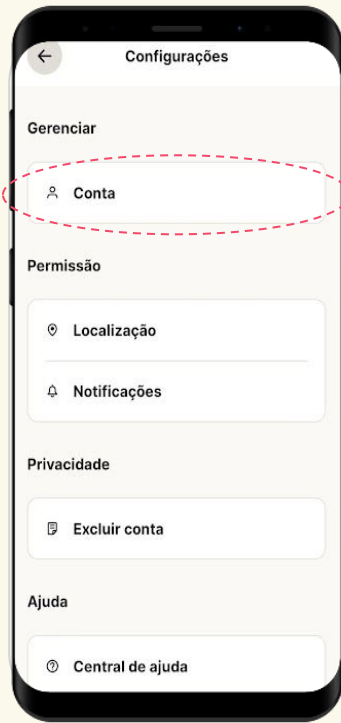 Configurações
Gerenciar
Conta
Permissão
Localização
Notificações
Privacidade
Excluir conta
Ajuda
Central de ajuda